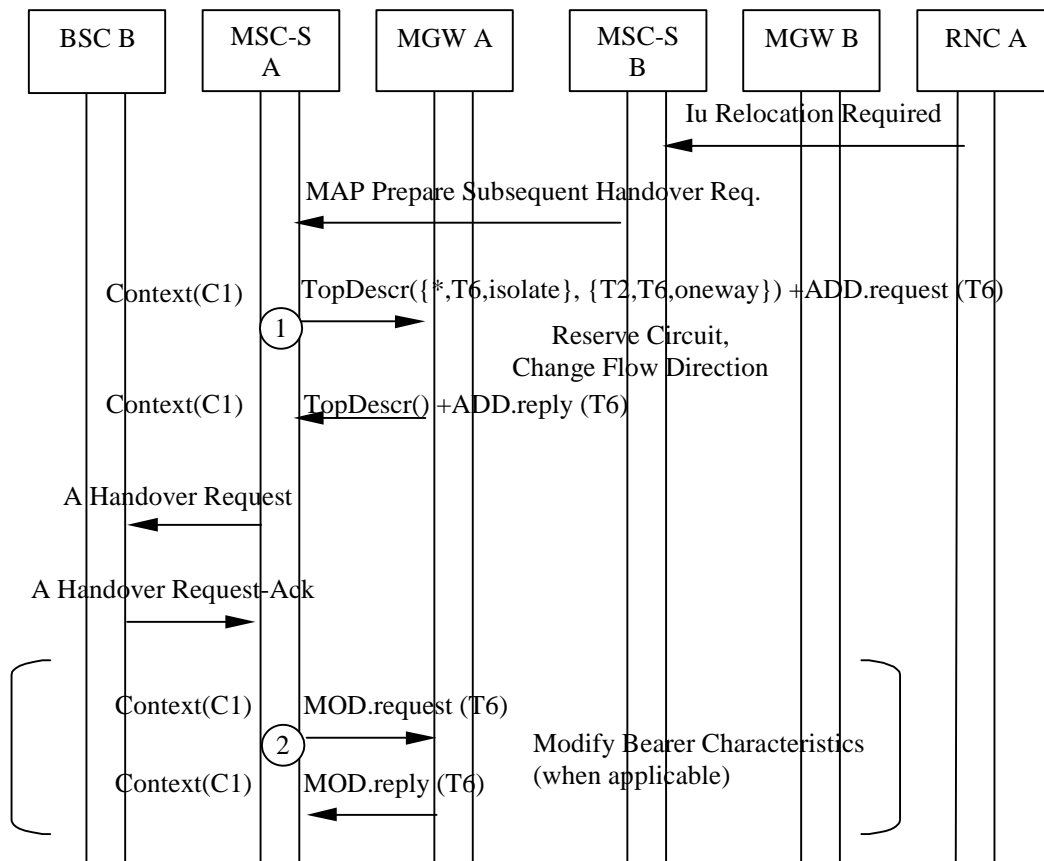 BSC B
MSC-S
A
MGW A
MSC-S
B
MGW B
RNC A
Iu Relocation Required
MAP Prepare Subsequent Handover Req.
Context(C1)
TopDescr({*,T6,isolate}, {T2,T6,oneway}) +ADD.request (T6)
1
Reserve Circuit,
Change Flow Direction
Context(C1)
TopDescr() +ADD.reply (T6)
A Handover Request
A Handover Request-Ack
Context(C1)
MOD.request (T6)
2
Modify Bearer Characteristics
(when applicable)
Context(C1)
MOD.reply (T6)